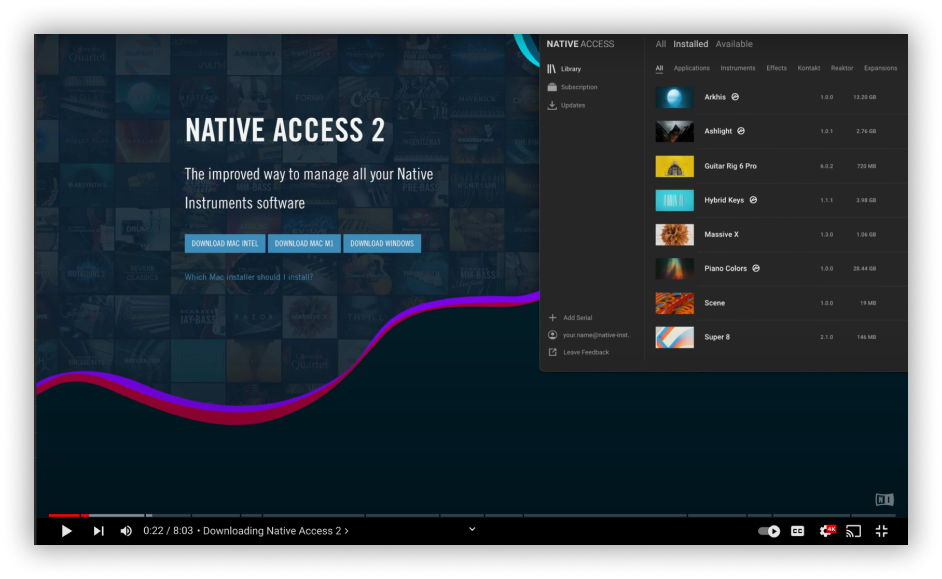 NATIVE ACCESS 2
The improved way to manage all your Native
Instruments software
DOWNLOAD MAC INTEL DOWNLOAD MAC M1 DOWNLOAD WINDOWS
Which Mac installer should I install?
NATIVE ACCESS
Library
Subscription
Updates
Add Serial
your.name@native-inst..
Leave Feedback
All Installed Available
All Applications Instruments Effects Kontakt Reaktor Expansions
Arkhis 1.0.0 13.20 GB
Ashlight 1.0.1 2.76 GB
Guitar Rig 6 Pro 6.0.2 720 MB
Hybrid Keys 1.1.1 3.98 GB
Massive X 1.3.0 1.06 GB
Piano Colors 1.0.0 28.44 GB
Scene 1.0.0 19 MB
Super 8 2.1.0 146 MB
NI
0:22 / 8:03 • Downloading Native Access 2 >
CC
4K